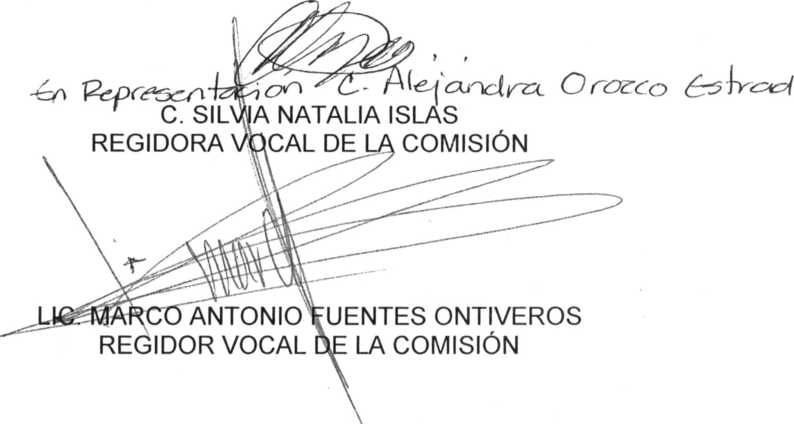 En Representación C. Alejandra Orozco Estrad
C. SILVIA NATALIA ISLAS
REGIDORA VOCAL DE LA COMISIÓN
LIC. MARCO ANTONIO FUENTES ONTIVEROS
REGIDOR VOCAL DE LA COMISIÓN